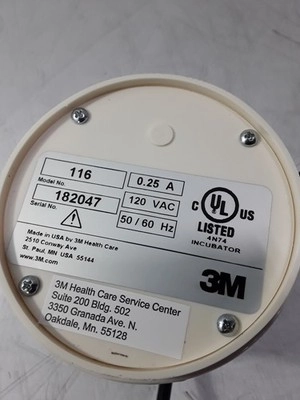 116
Model No.
0.25 A
182047
Serial No.
120 VAC
50 / 60 Hz
C UL US
LISTED
4N74
INCUBATOR
Made in USA by 3M Health Care
2510 Conway Ave
St. Paul, MN USA 55144
www.3M.com
3M
3M Health Care Service Center
Suite 200 Bldg. 502
3350 Granada Ave. N.
Oakdale, Mn. 55128